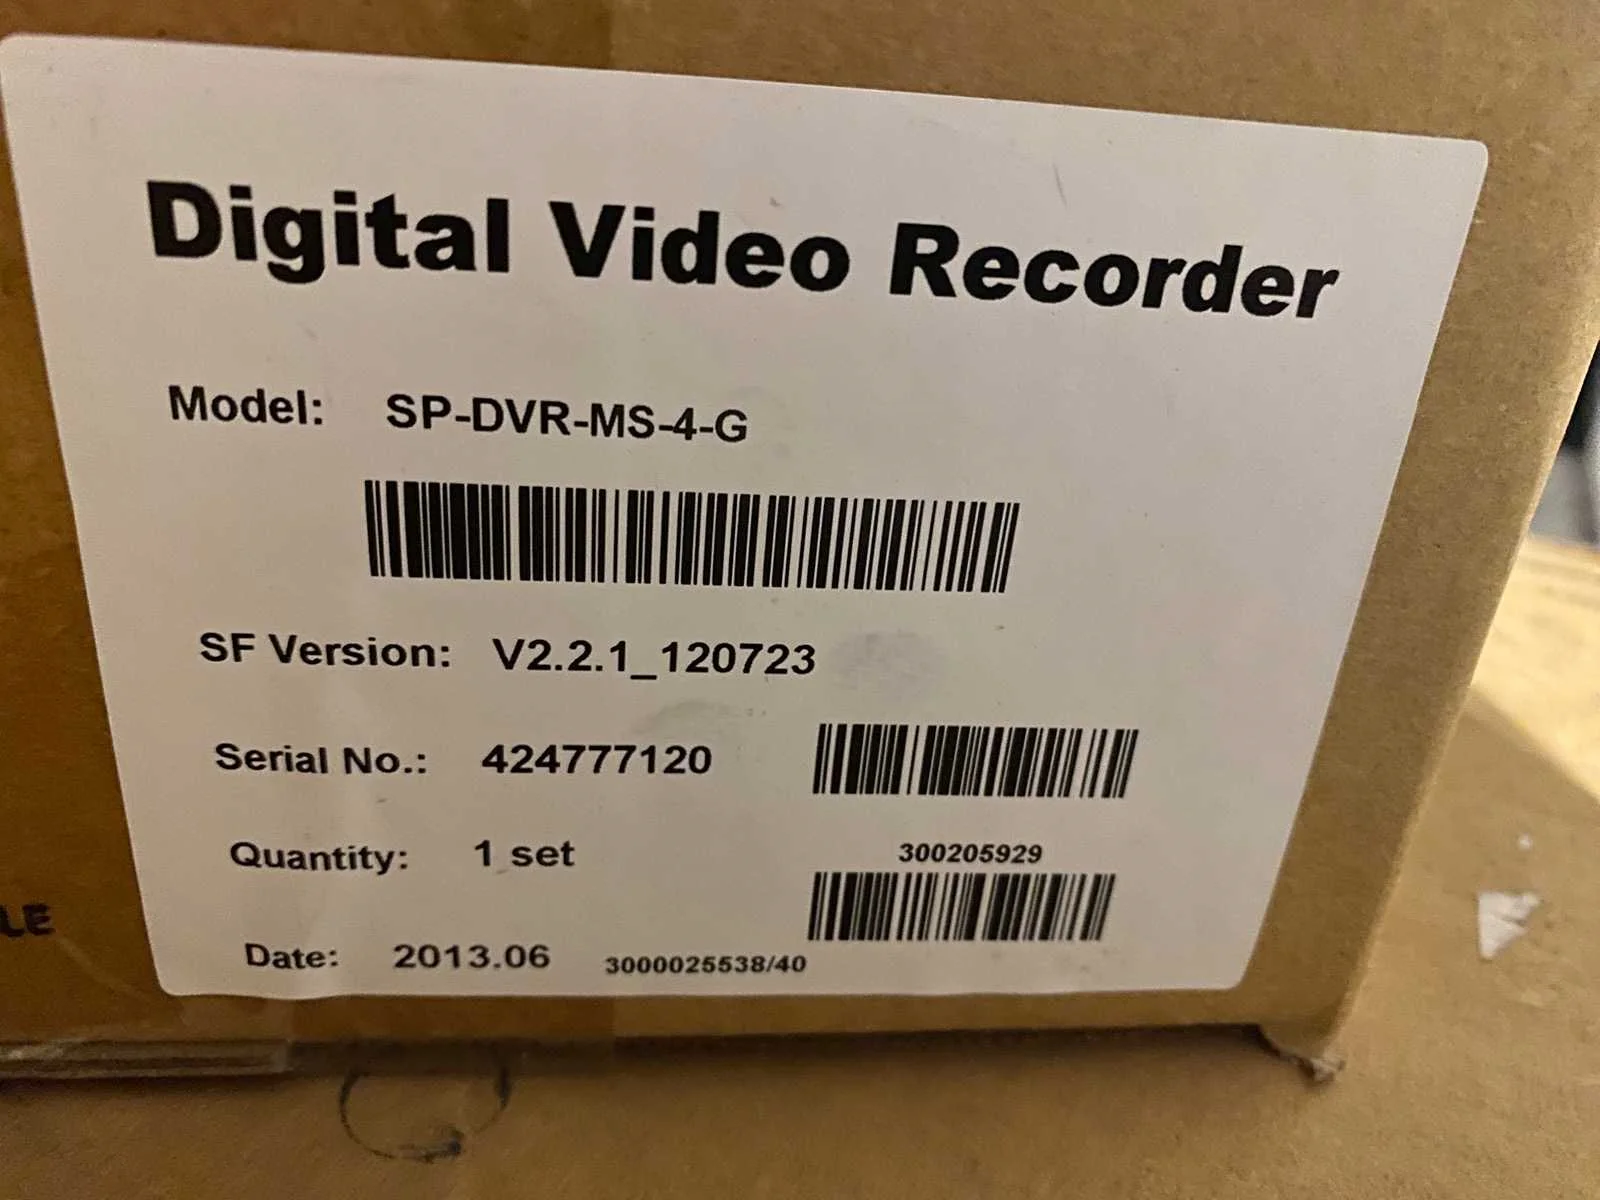 Digital Video Recorder
Model: SP-DVR-MS-4-G
SF Version: V2.2.1_120723
Serial No.: 424777120
Quantity: 1 set
300205929
Date: 2013.06 3000025538/40
LE